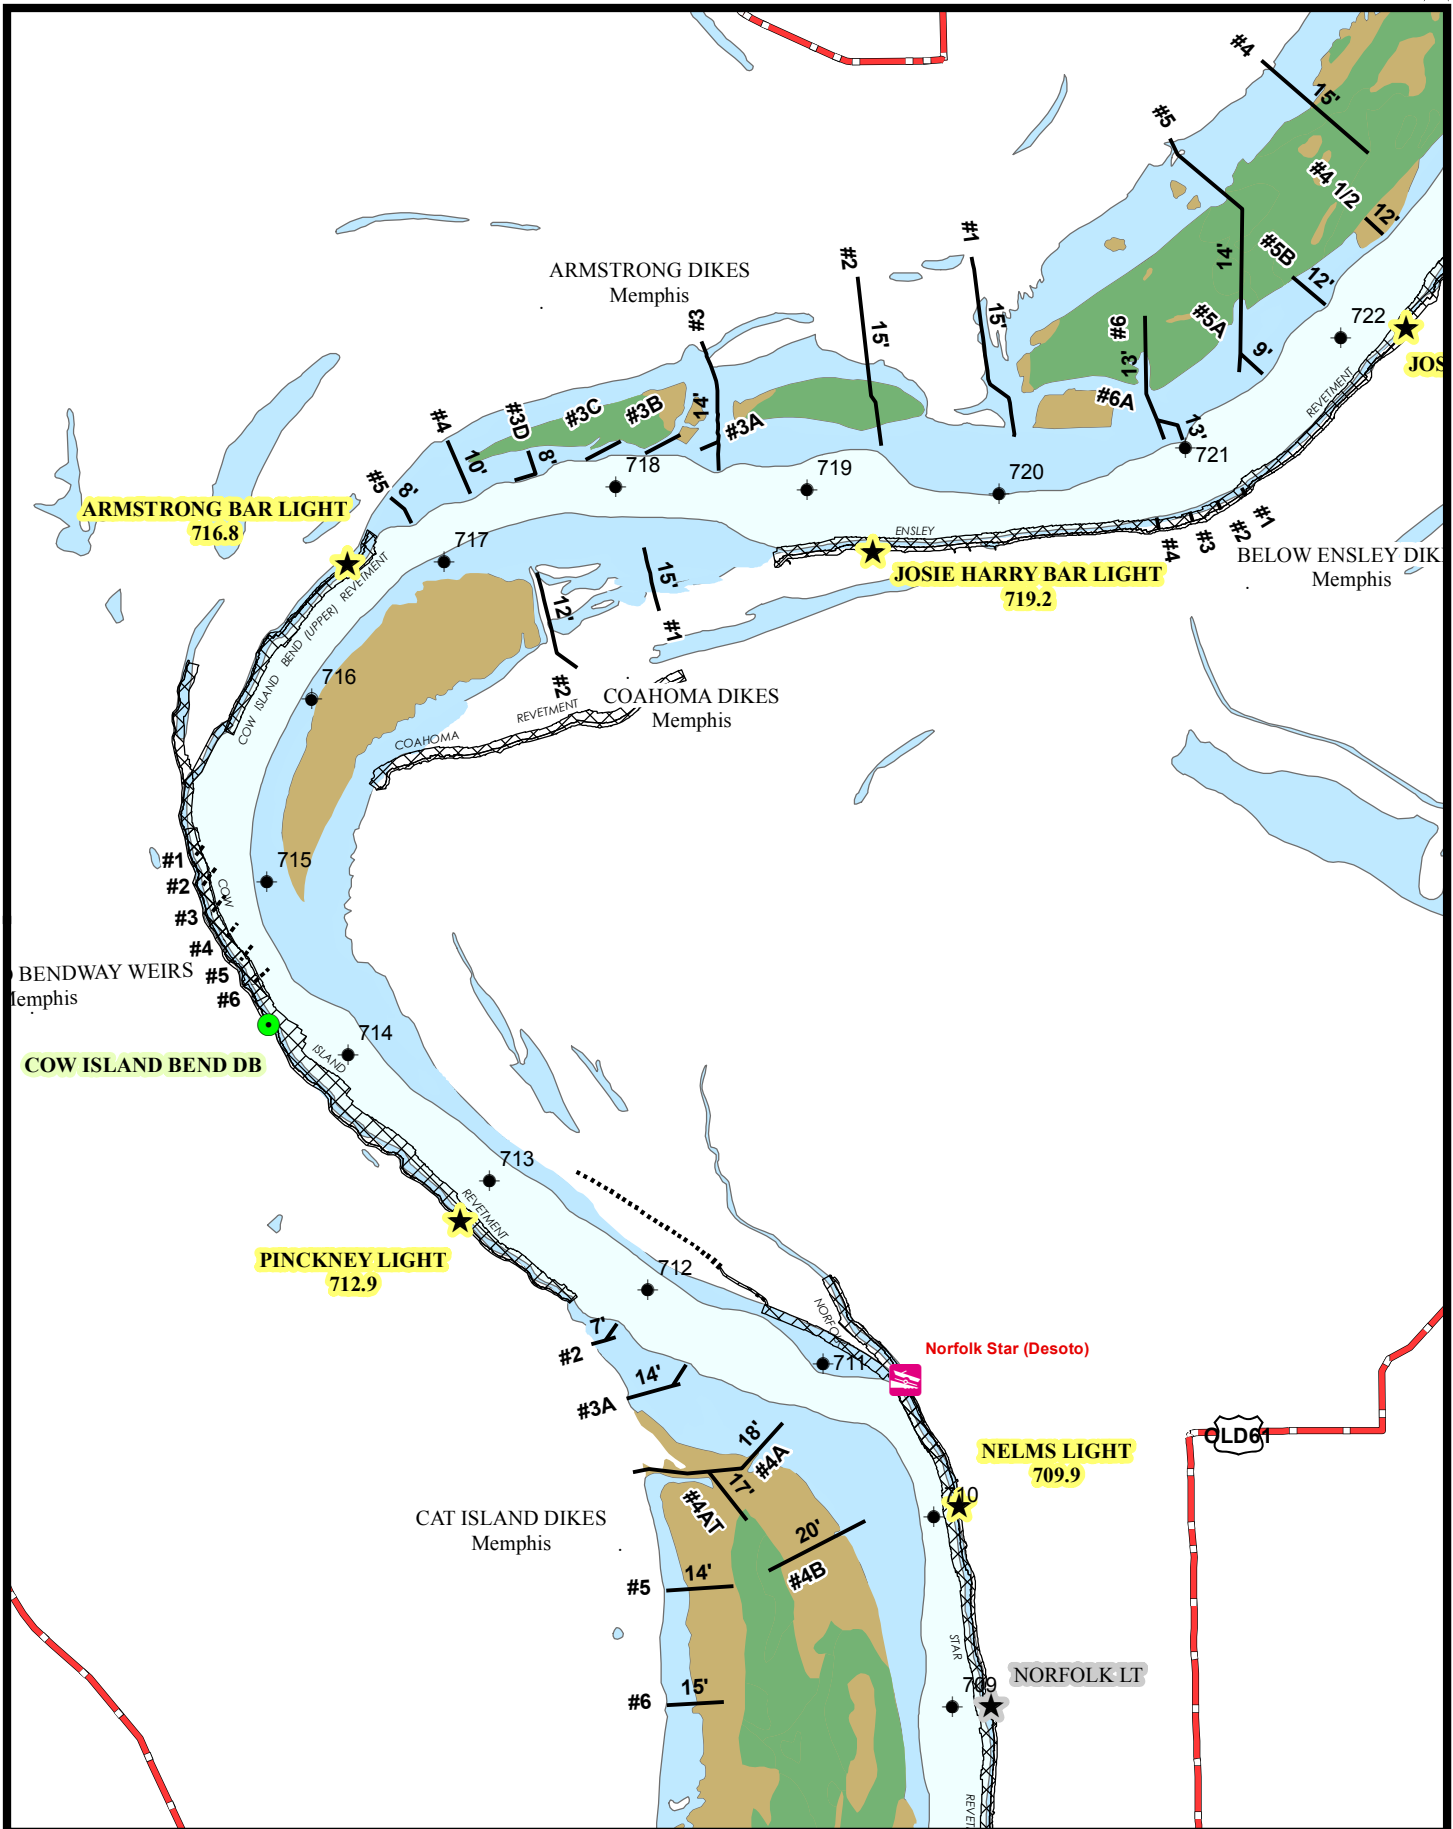 #4
15'
#5
#4 1/2
12'
#1
#2
#5B
14'
12'
ARMSTRONG DIKES
Memphis
#3
15'
15'
#6
#5A
722
13'
9'
JOS
REVETMENT
#3D
#3C
#3B
14'
#3A
#6A
#4
10'
8'
13'
721
718
719
720
#5
8'
ARMSTRONG BAR LIGHT
716.8
717
ENSLEY
#1
#2
#3
#4
BELOW ENSLEY DIK
Memphis
JOSIE HARRY BAR LIGHT
719.2
COW ISLAND BEND (UPPER) REVETMENT
15'
12'
#1
#2
716
COAHOMA DIKES
Memphis
COAHOMA REVETMENT
715
#1
#2
#3
#4
#5
#6
COW
BENDWAY WEIRS
Memphis
714
ISLAND
COW ISLAND BEND DB
713
REVETMENT
PINCKNEY LIGHT
712.9
712
7'
#2
711
Norfolk Star (Desoto)
14'
#3A
18'
#4A
17'
#4AT
OLD61
NELMS LIGHT
709.9
710
CAT ISLAND DIKES
Memphis
20'
#4B
14'
#5
STAR
15'
#6
709
NORFOLK LT